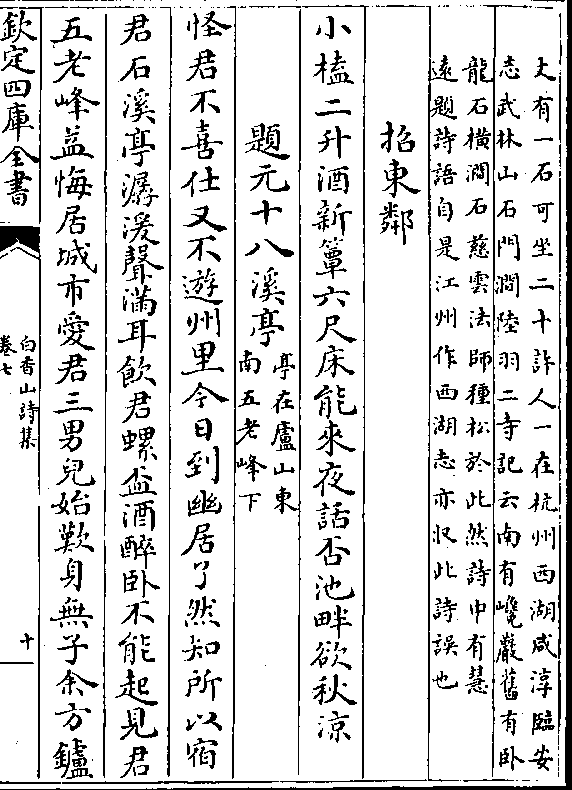 丈有一石可坐二十許人一在杭州西湖咸淳臨安
志武林山石門澗陸羽二寺記云南有巉巖舊有卧
龍石橫澗石慈雲法師種松於此然詩中有慧
遠題詩語自是江州作西湖志亦収此詩誤也
招東鄰
小榼二升酒新簟六尺床能來夜話否池畔欲秋涼
題元十八溪亭亭在廬山東
南五老峰下
怪君不喜仕又不遊州里今日到幽居了然知所以宿
君石溪亭潺湲聲滿耳飲君螺盃酒醉卧不能起見君
五老峰益悔居城市愛君三男兒始歎身無子余方鑪
欽定四庫全書
白香山詩集
卷七
十